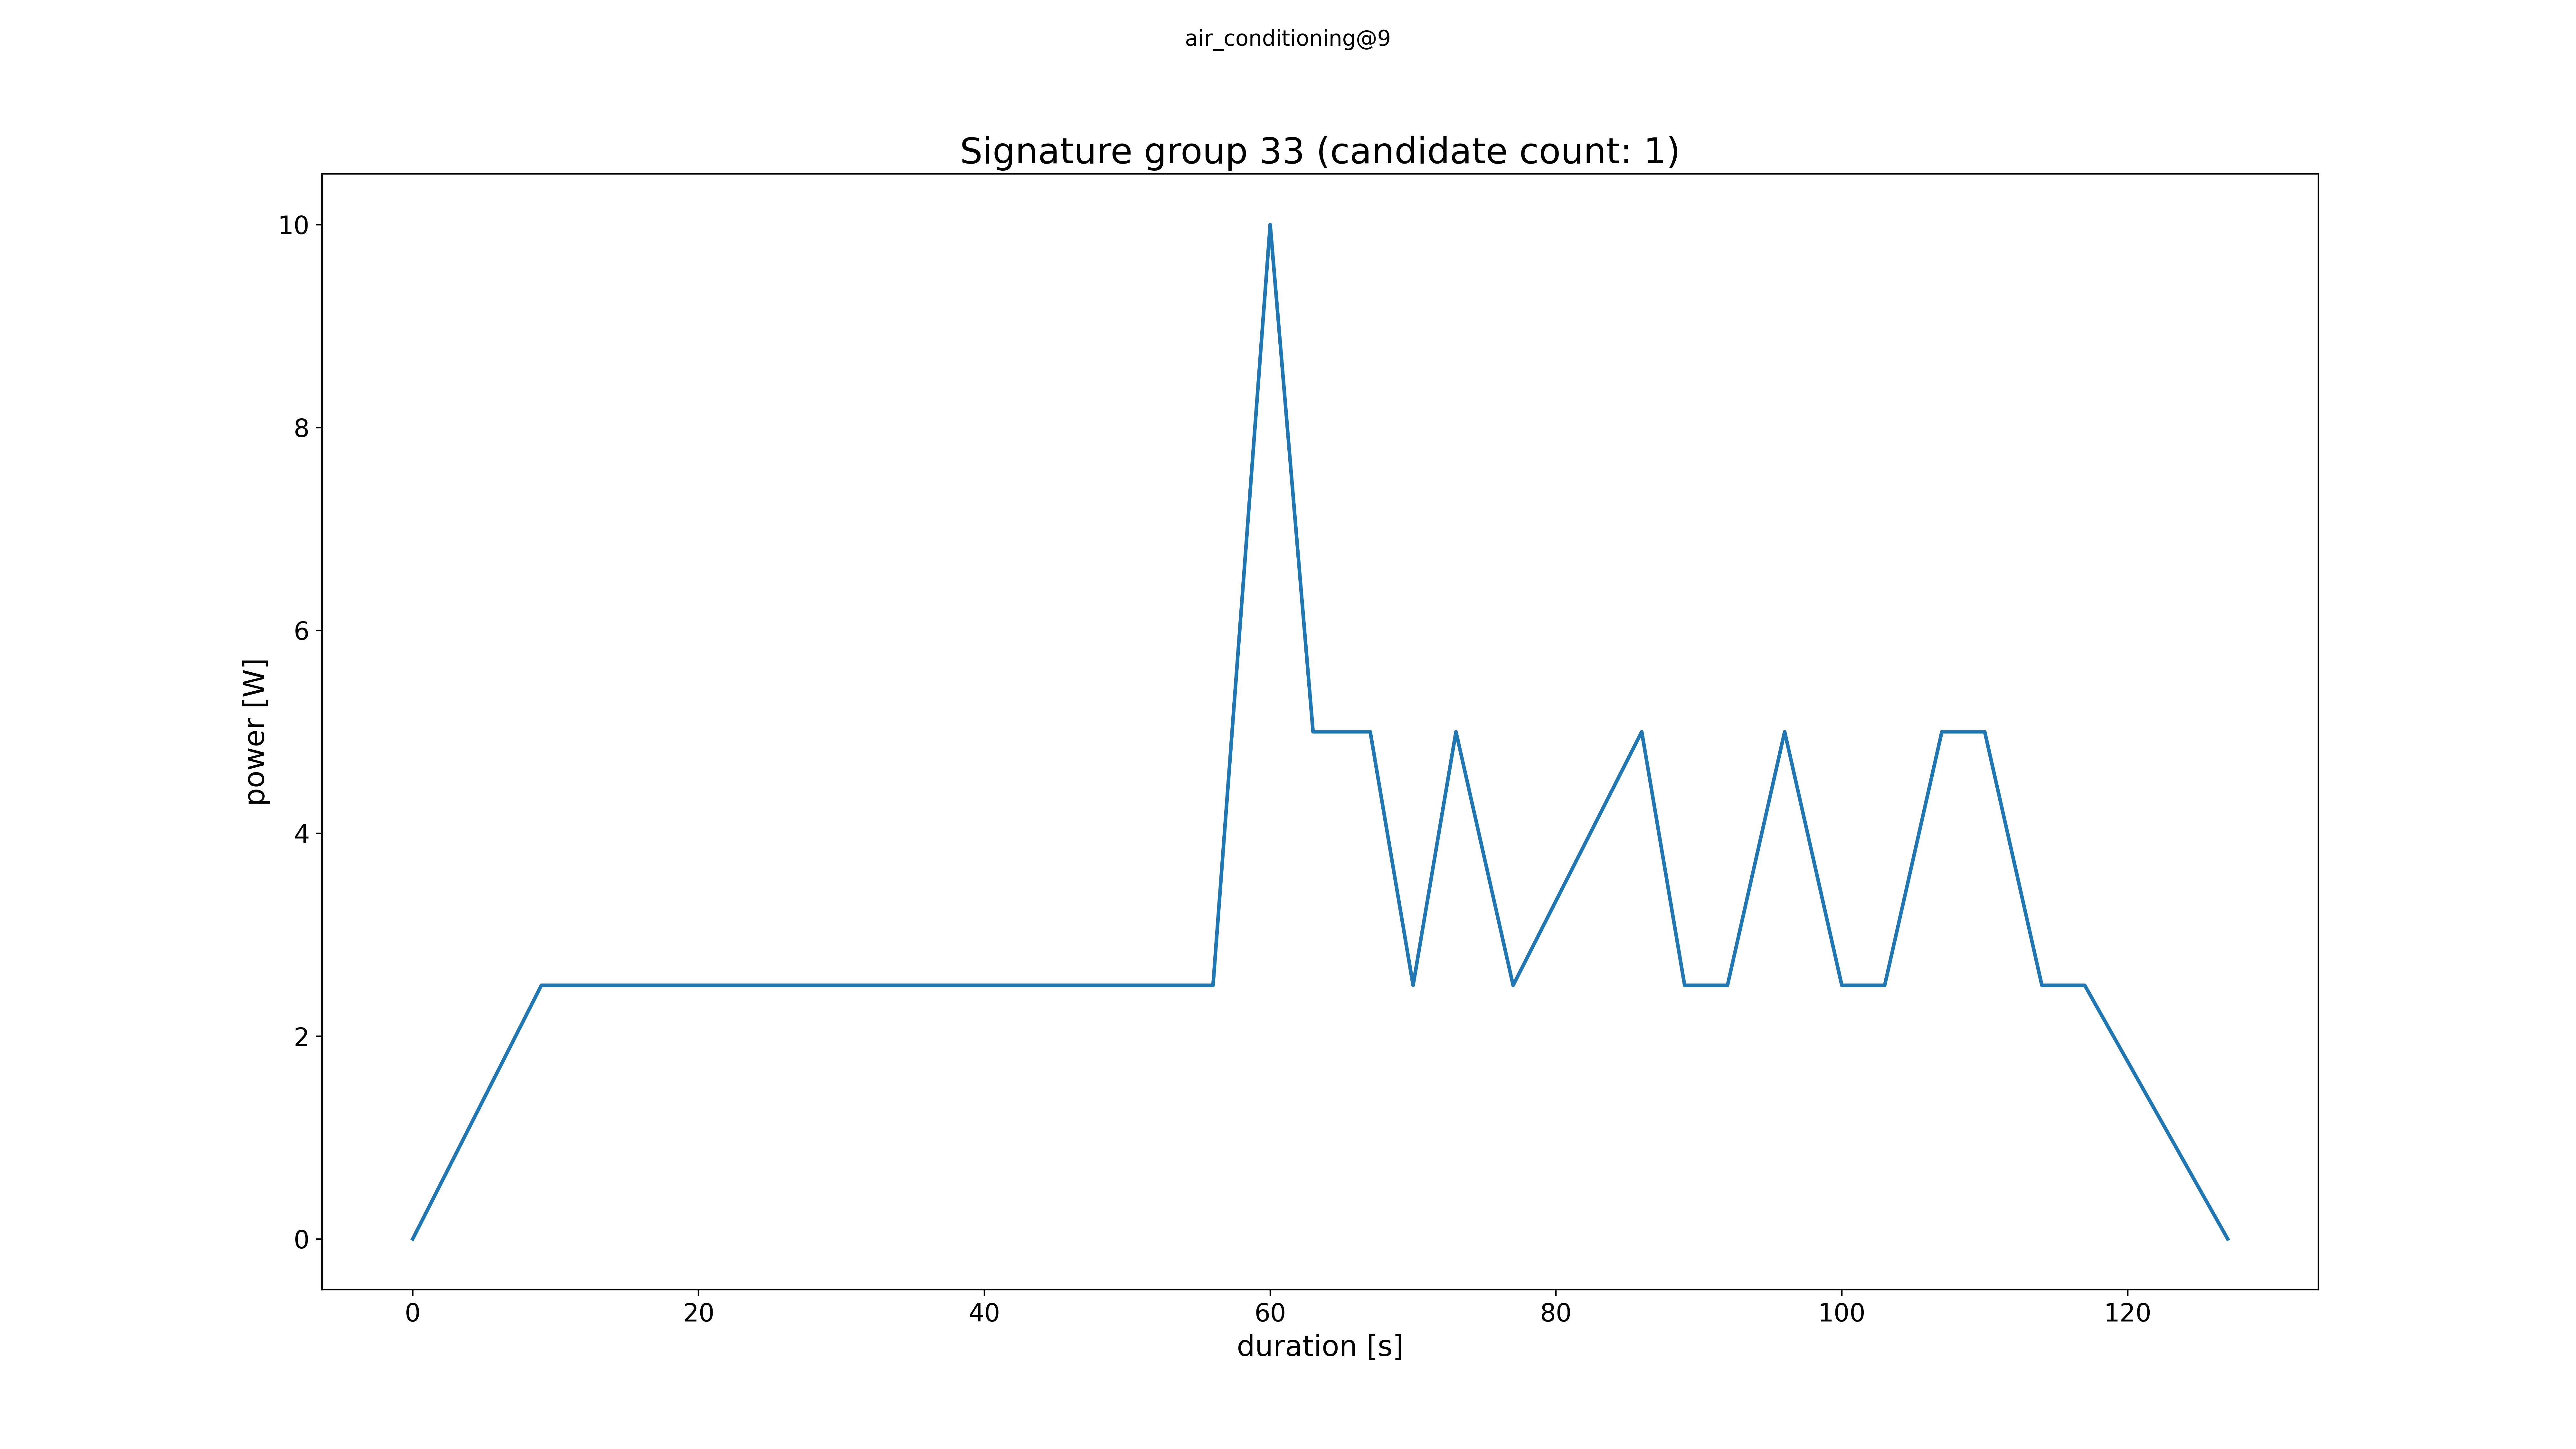 air_conditioning@9
Signature group 33 (candidate count: 1)
10
8
6
4
2
0
power [W]
0 20 40 60 80 100 120
duration [s]